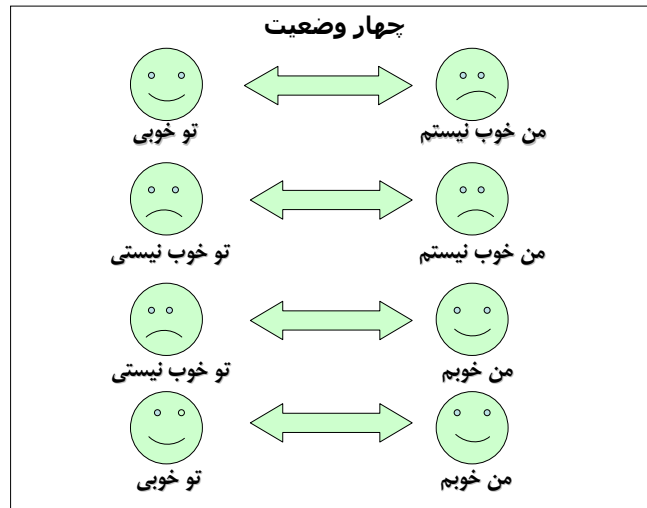 چهار وضعیت
من خوب نیستم
تو خوبی
من خوب نیستم
تو خوب نیستی
من خوبم
تو خوب نیستی
من خوبم
تو خوبی